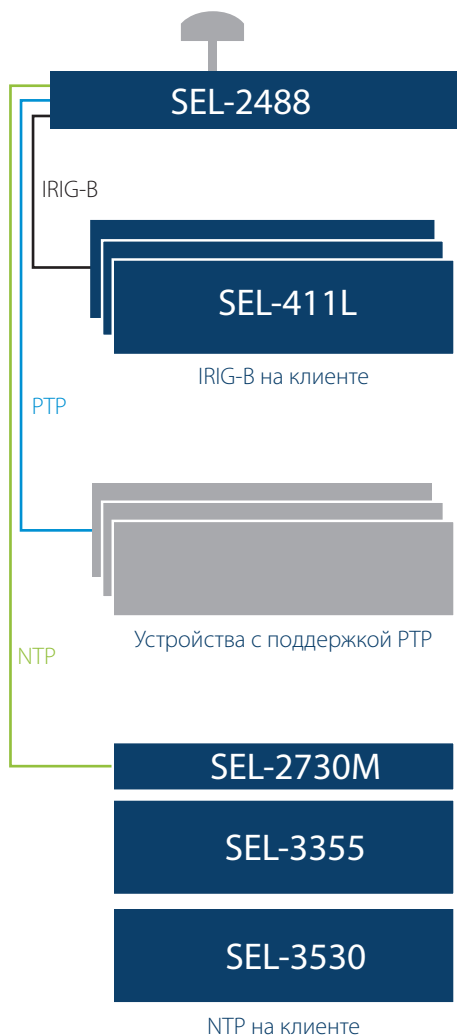 SEL-2488
IRIG-B
SEL-411L
IRIG-B на клиенте
PTP
Устройства с поддержкой PTP
NTP
SEL-2730M
SEL-3355
SEL-3530
NTP на клиенте